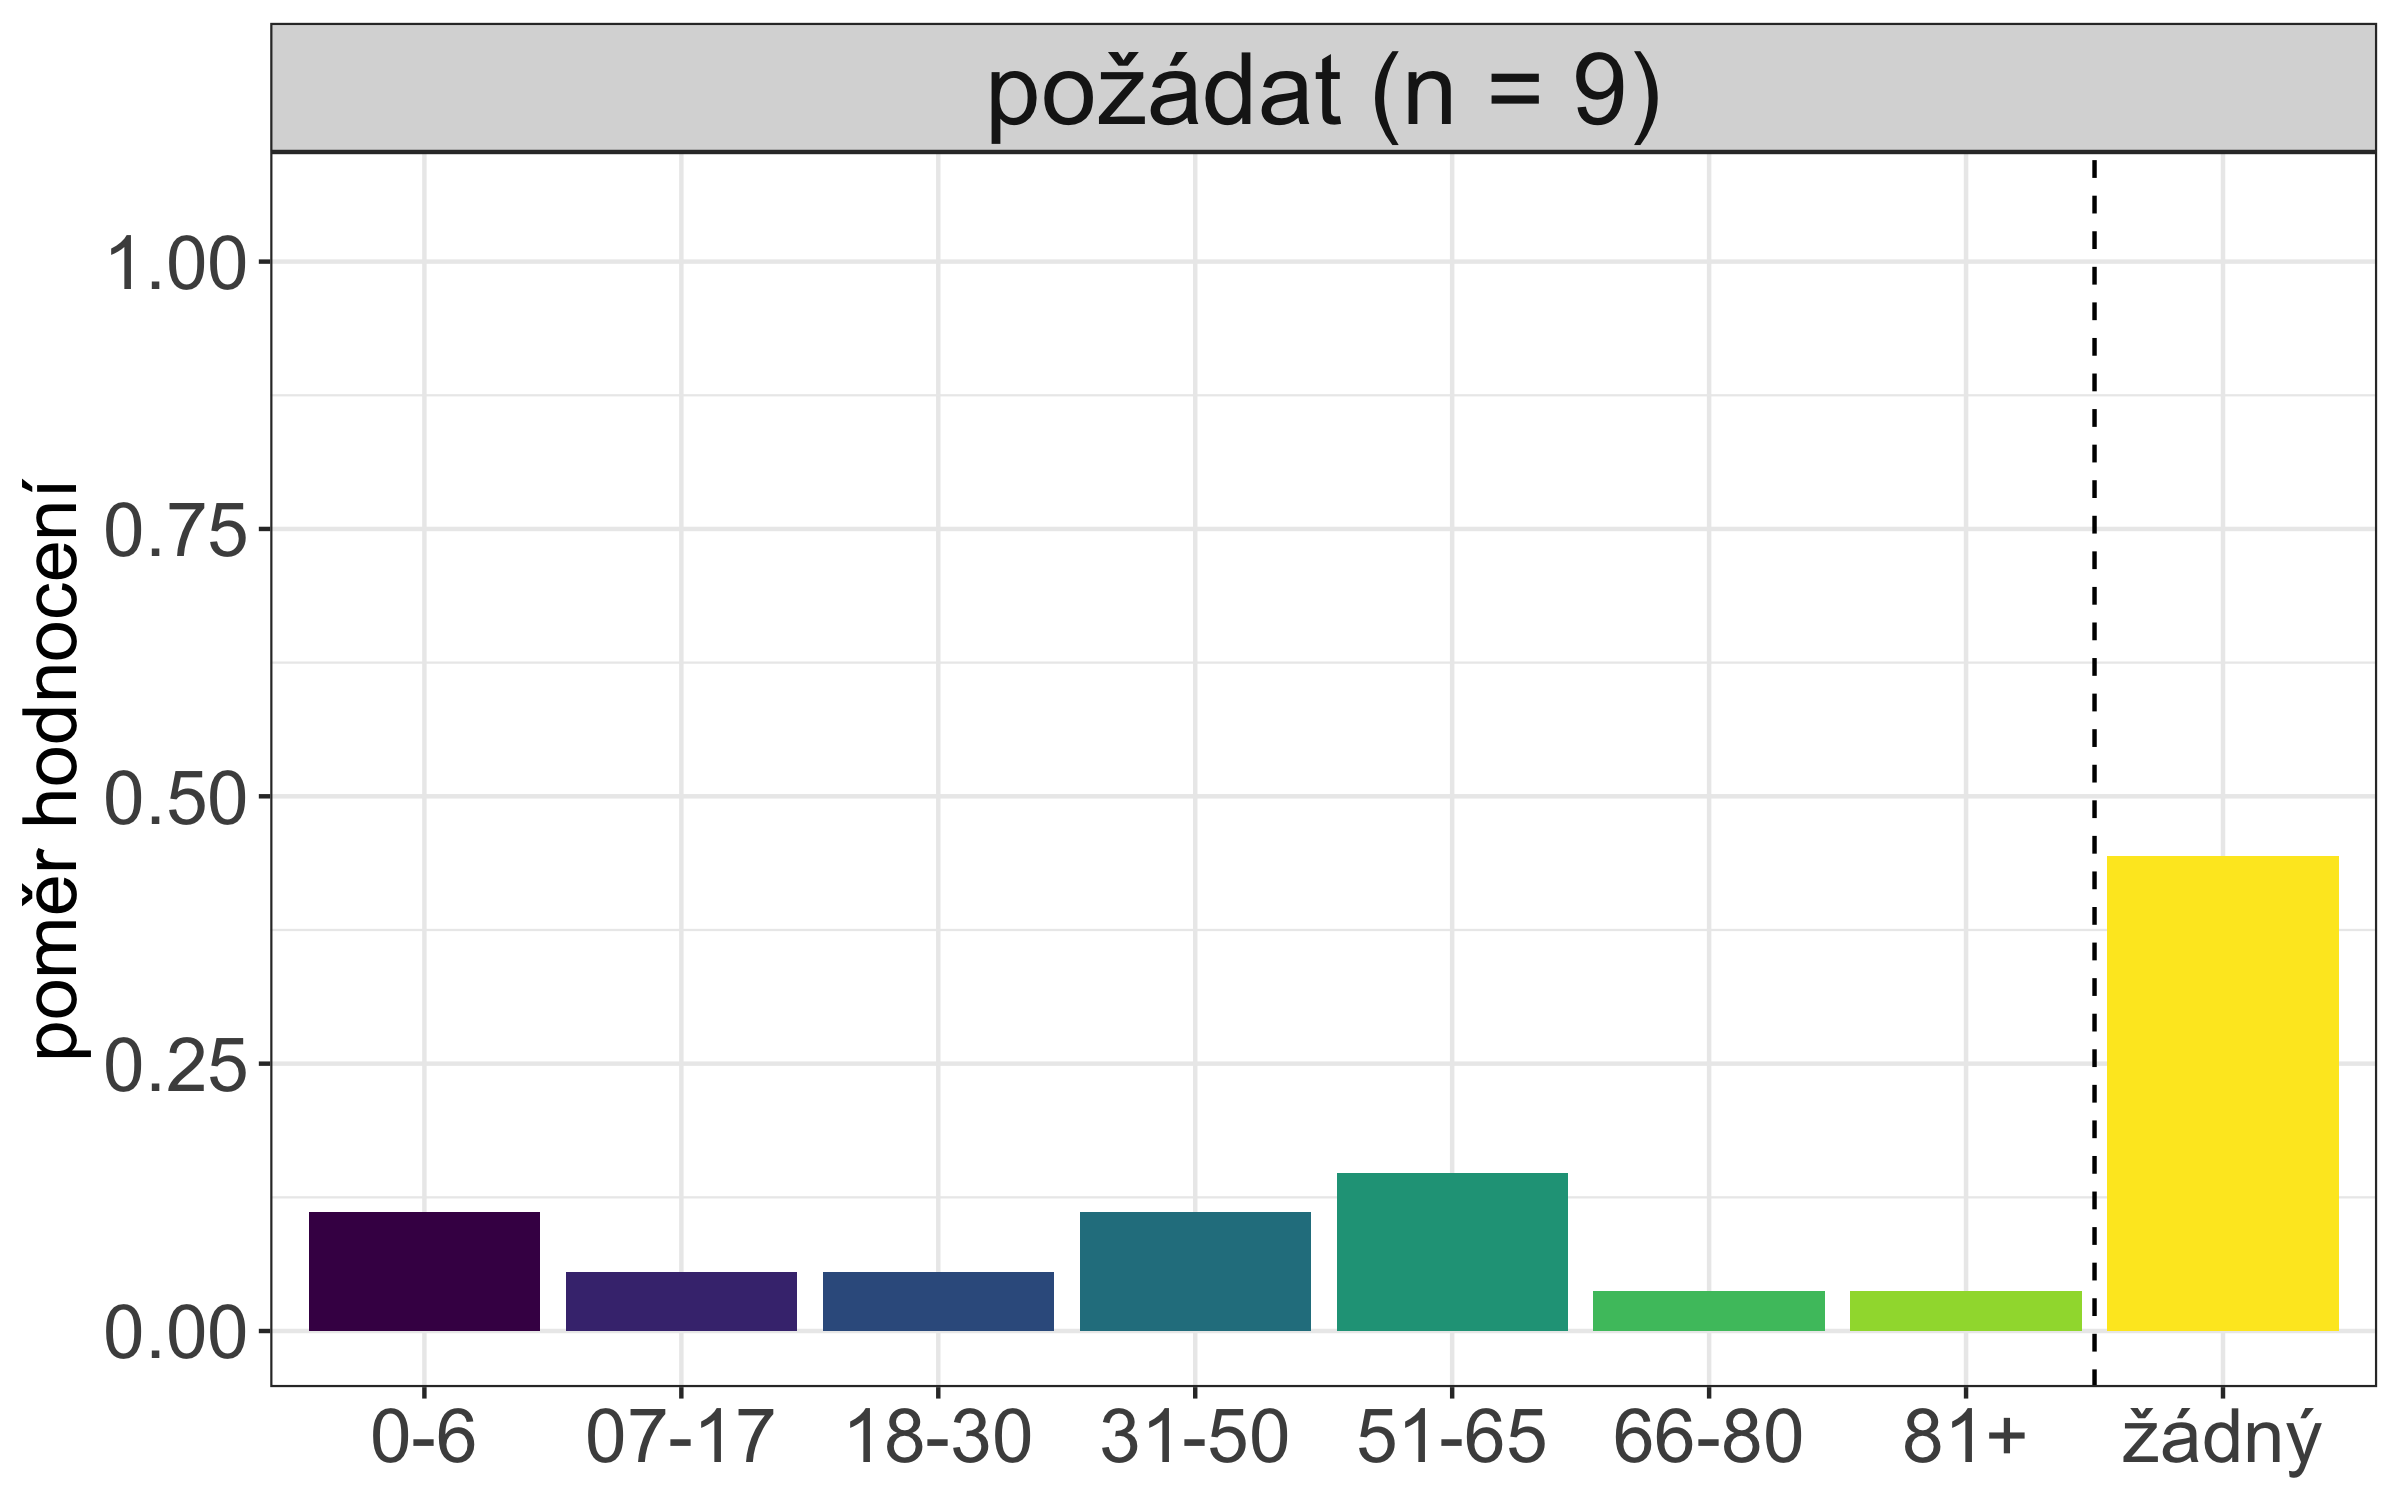 požádat (n = 9)
poměr hodnocení
1.00
0.75
0.50
0.25
0.00
0-6 07-17 18-30 31-50 51-65 66-80 81+ žádný